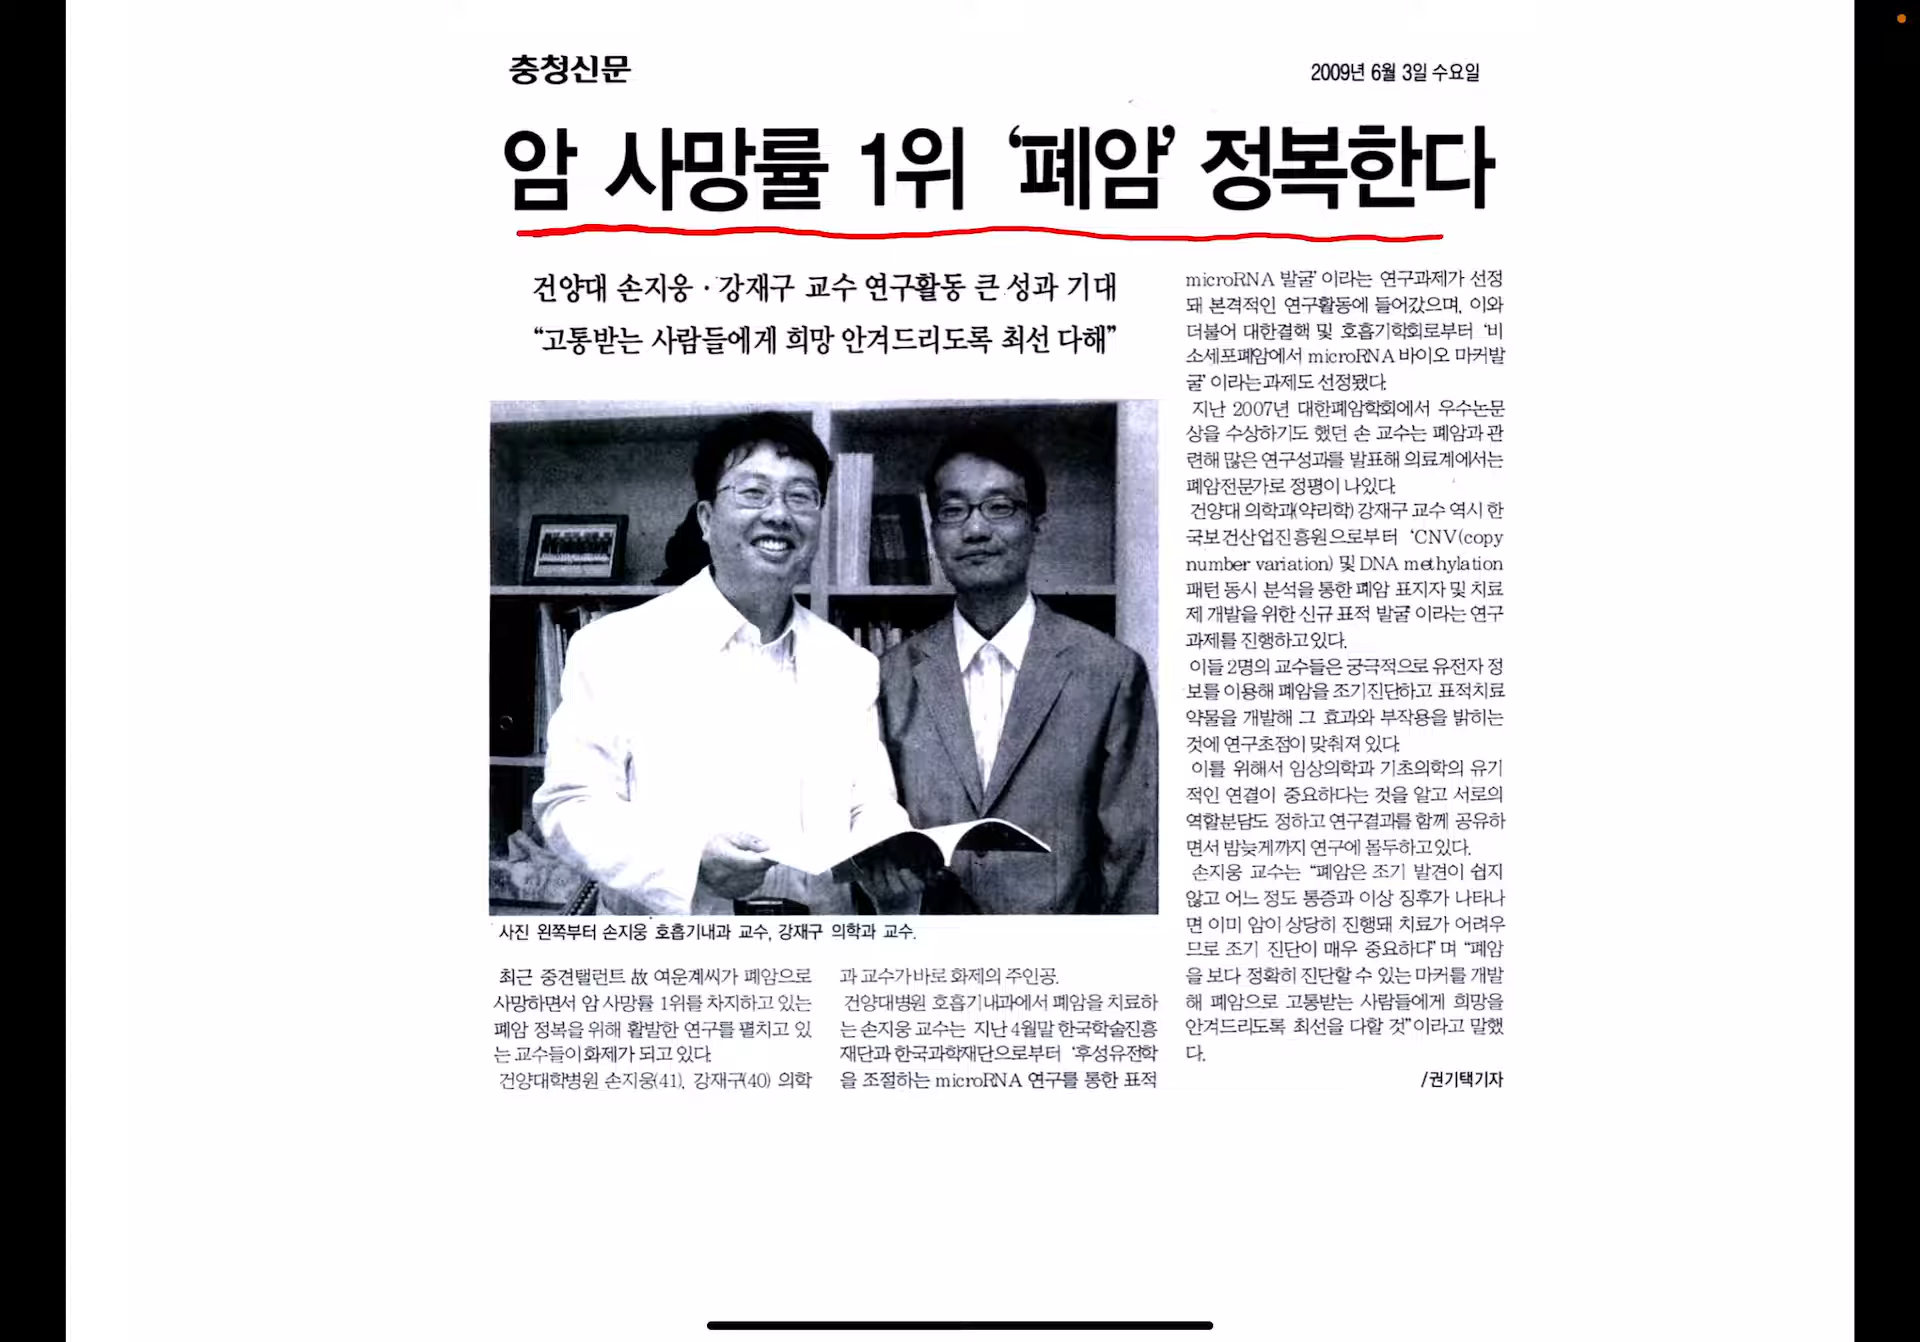 충청신문
2009년 6월 3일 수요일
암 사망률 1위 ‘폐암’ 정복한다
건양대 손지웅·강재구 교수 연구활동 큰 성과 기대
“고통받는 사람들에게 희망 안겨드리도록 최선 다해”
사진 왼쪽부터 손지웅 호흡기내과 교수, 강재구 의학과 교수.
최근 중견탤런트 故 여운계씨가 폐암으로
사망하면서 암 사망률 1위를 차지하고 있는
폐암 정복을 위해 활발한 연구를 펼치고 있
는 교수들이 화제가 되고 있다.
건양대학병원 손지웅(41), 강재구(40) 의학
과 교수가 바로 화제의 주인공.
건양대병원 호흡기내과에서 폐암을 치료하
는 손지웅 교수는 지난 4월말 한국학술진흥
재단과 한국과학재단으로부터 ‘후성유전학
을 조절하는 microRNA 연구를 통한 표적
microRNA 발굴’ 이라는 연구과제가 선정
돼 본격적인 연구활동에 들어갔으며, 이와
더불어 대한결핵 및 호흡기학회로부터 ‘비
소세포폐암에서 microRNA 바이오 마커발
굴’ 이라는 과제도 선정됐다.
지난 2007년 대한폐암학회에서 우수논문
상을 수상하기도 했던 손 교수는 폐암과 관
련해 많은 연구성과를 발표해 의료계에서는
폐암전문가로 정평이 나있다.
건양대 의학과(약리학) 강재구 교수 역시 한
국보건산업진흥원으로부터 ‘CNV(copy
number variation) 및 DNA methylation
패턴 동시 분석을 통한 폐암 표지자 및 치료
제 개발을 위한 신규 표적 발굴’ 이라는 연구
과제를 진행하고 있다.
이들 2명의 교수들은 궁극적으로 유전자 정
보를 이용해 폐암을 조기진단하고 표적치료
약물을 개발해 그 효과와 부작용을 밝히는
것에 연구초점이 맞춰져 있다.
이를 위해서 임상의학과 기초의학의 유기
적인 연결이 중요하다는 것을 알고 서로의
역할분담도 정하고 연구결과를 함께 공유하
면서 밤늦게까지 연구에 몰두하고 있다.
손지웅 교수는 “폐암은 조기 발견이 쉽지
않고 어느 정도 통증과 이상 징후가 나타나
면 이미 암이 상당히 진행돼 치료가 어려우
므로 조기 진단이 매우 중요하다”며 “폐암
을 보다 정확히 진단할 수 있는 마커를 개발
해 폐암으로 고통받는 사람들에게 희망을
안겨드리도록 최선을 다할 것”이라고 말했
다.
/권기택기자